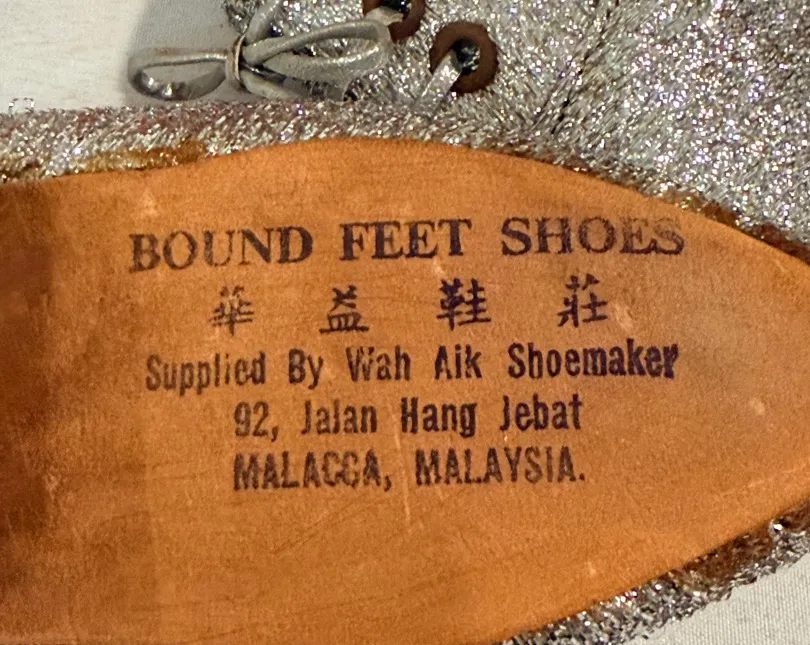 BOUND FEET SHOES
華益鞋莊
Supplied By Wah Aik Shoemaker
92, Jalan Hang Jebat
MALACCA, MALAYSIA.